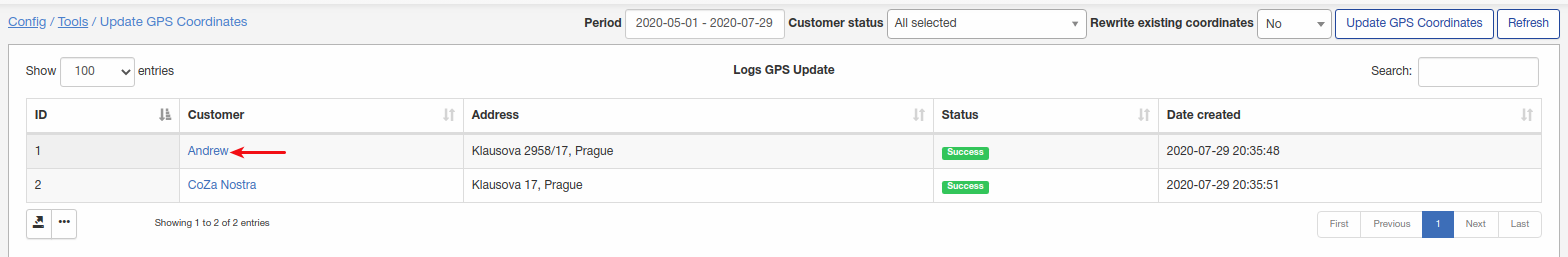 Config / Tools / Update GPS Coordinates Period 2020-05-01 - 2020-07-29 Customer status All selected Rewrite existing coordinates No Update GPS Coordinates Refresh
Show 100 entries Logs GPS Update Search:
ID Customer Address Status Date created
1 Andrew Klausova 2958/17, Prague Success 2020-07-29 20:35:48
2 CoZa Nostra Klausova 17, Prague Success 2020-07-29 20:35:51
Showing 1 to 2 of 2 entries First Previous 1 Next Last